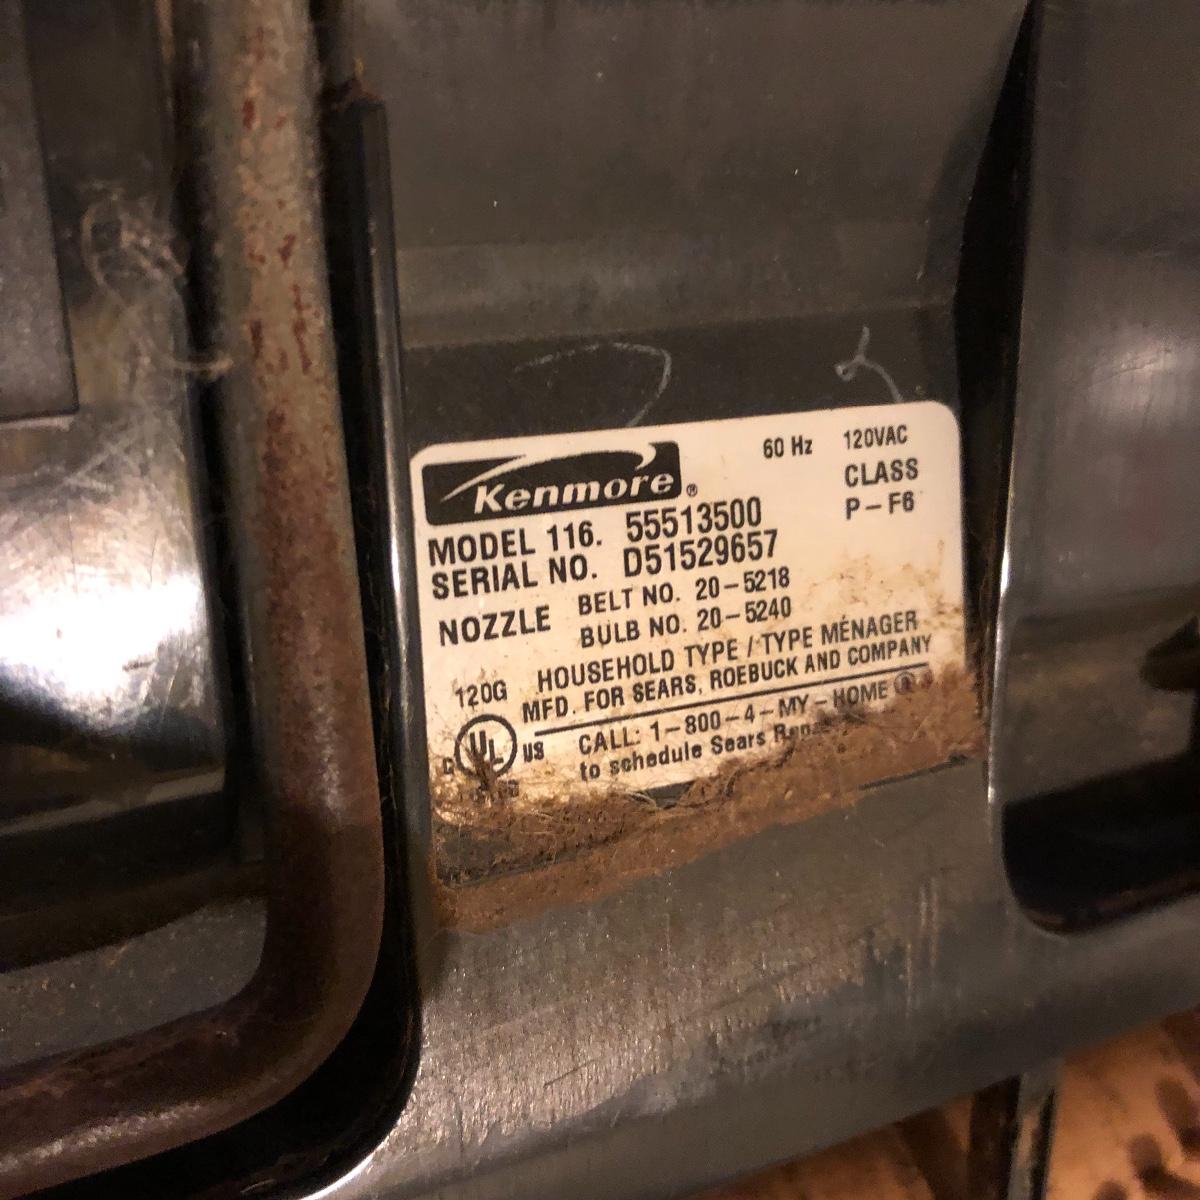 Kenmore®
60 Hz 120VAC
CLASS
P-F6
MODEL 116. 55513500
SERIAL NO. D51529657
NOZZLE BELT NO. 20-5218
BULB NO. 20-5240
120G HOUSEHOLD TYPE / TYPE MÉNAGER
MFD. FOR SEARS, ROEBUCK AND COMPANY
C UL US
CALL: 1-800-4-MY-HOME®
to schedule Sears